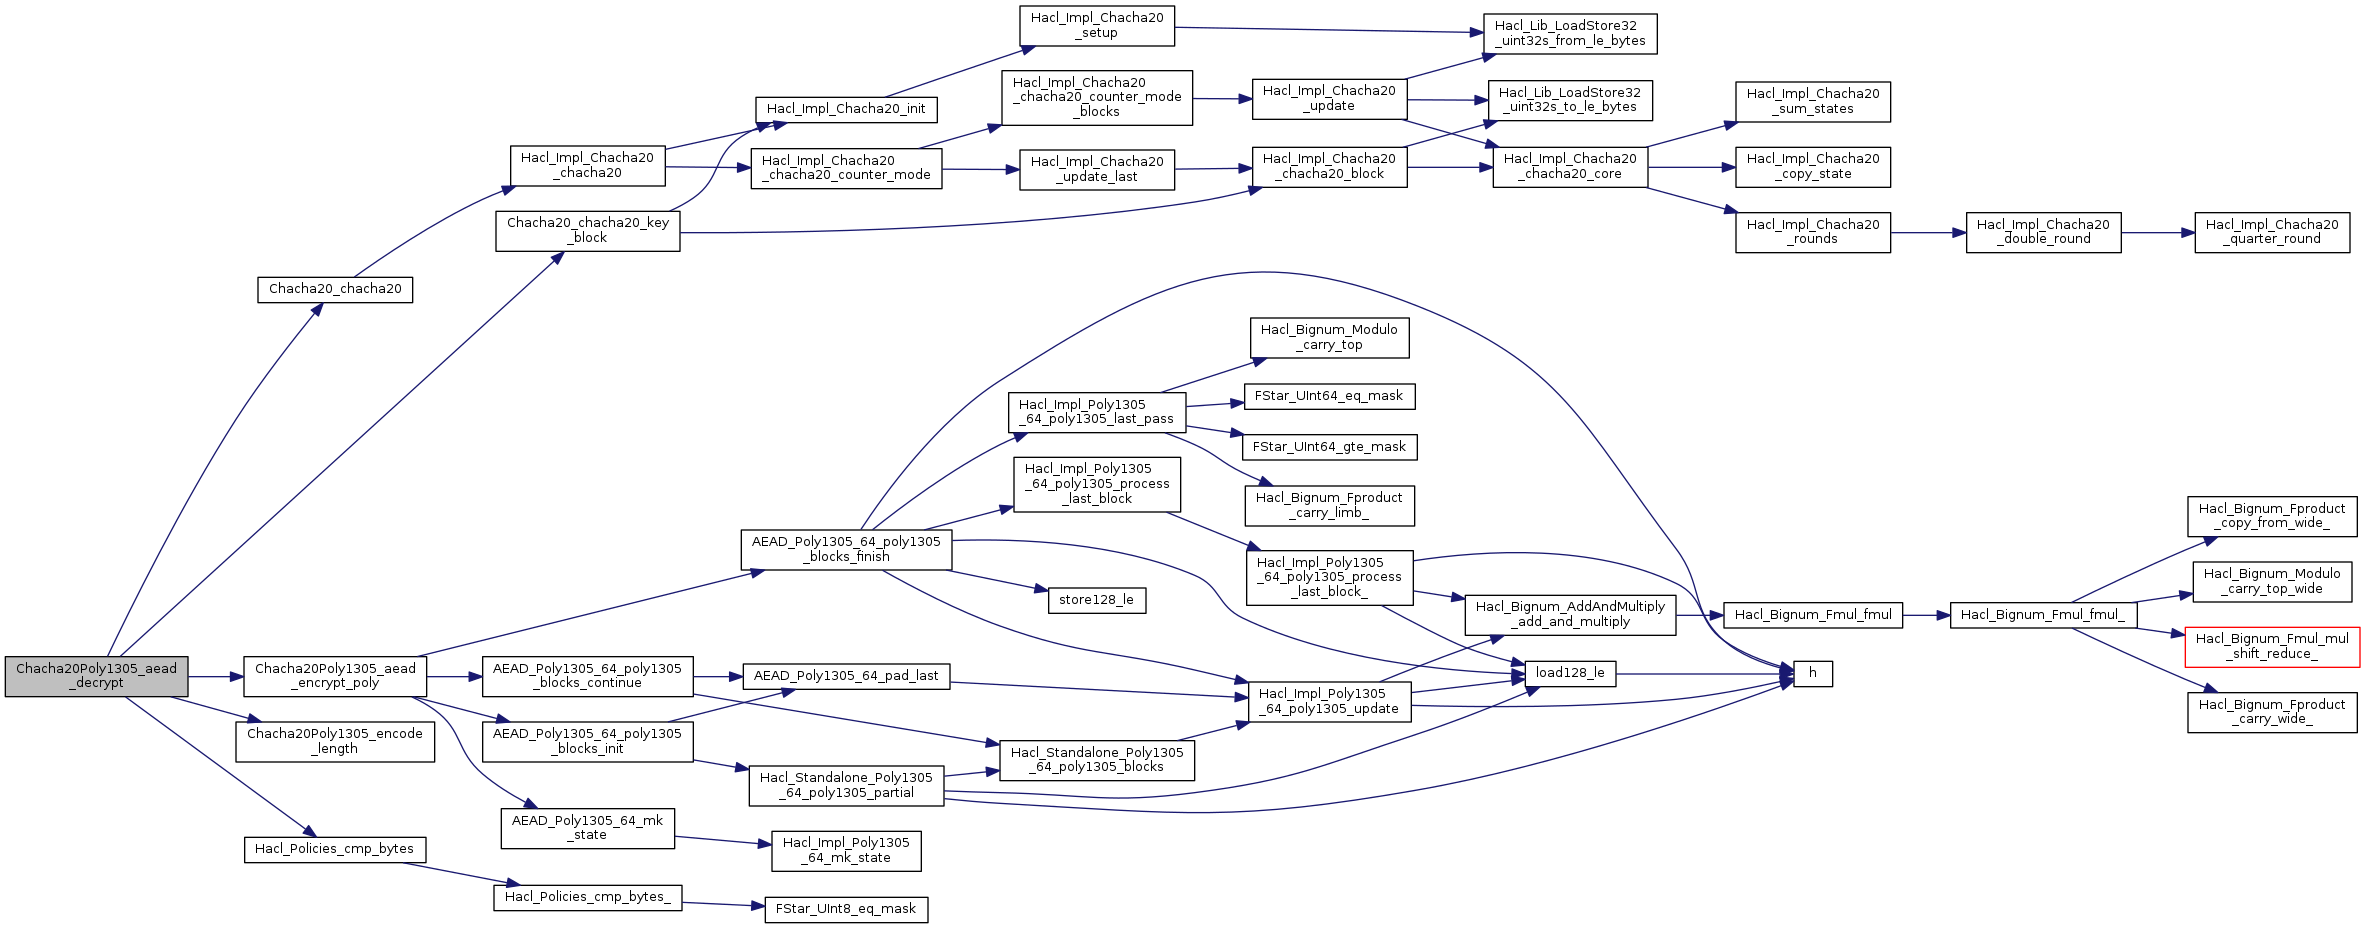 Hacl_Impl_Chacha20
_setup
Hacl_Lib_LoadStore32
_uint32s_from_le_bytes
Hacl_Impl_Chacha20
_chacha20_counter_mode
_blocks
Hacl_Impl_Chacha20
_update
Hacl_Lib_LoadStore32
_uint32s_to_le_bytes
Hacl_Impl_Chacha20
_sum_states
Hacl_Impl_Chacha20_init
Hacl_Impl_Chacha20
_chacha20
Hacl_Impl_Chacha20
_chacha20_counter_mode
Hacl_Impl_Chacha20
_update_last
Hacl_Impl_Chacha20
_chacha20_block
Hacl_Impl_Chacha20
_chacha20_core
Hacl_Impl_Chacha20
_copy_state
Chacha20_chacha20_key
_block
Hacl_Impl_Chacha20
_rounds
Hacl_Impl_Chacha20
_double_round
Hacl_Impl_Chacha20
_quarter_round
Chacha20_chacha20
Hacl_Bignum_Modulo
_carry_top
FStar_UInt64_eq_mask
Hacl_Impl_Poly1305
_64_poly1305_last_pass
FStar_UInt64_gte_mask
Hacl_Impl_Poly1305
_64_poly1305_process
_last_block
Hacl_Bignum_Fproduct
_carry_limb_
Hacl_Bignum_Fproduct
_copy_from_wide_
AEAD_Poly1305_64_poly1305
_blocks_finish
Hacl_Impl_Poly1305
_64_poly1305_process
_last_block_
Hacl_Bignum_Modulo
_carry_top_wide
store128_le
Hacl_Bignum_AddAndMultiply
_add_and_multiply
Hacl_Bignum_Fmul_fmul
Hacl_Bignum_Fmul_fmul_
Hacl_Bignum_Fmul_mul
_shift_reduce_
Chacha20Poly1305_aead
_decrypt
Chacha20Poly1305_aead
_encrypt_poly
AEAD_Poly1305_64_poly1305
_blocks_continue
AEAD_Poly1305_64_pad_last
load128_le
h
Hacl_Impl_Poly1305
_64_poly1305_update
Hacl_Bignum_Fproduct
_carry_wide_
Chacha20Poly1305_encode
_length
AEAD_Poly1305_64_poly1305
_blocks_init
Hacl_Standalone_Poly1305
_64_poly1305_blocks
Hacl_Standalone_Poly1305
_64_poly1305_partial
AEAD_Poly1305_64_mk
_state
Hacl_Impl_Poly1305
_64_mk_state
Hacl_Policies_cmp_bytes
Hacl_Policies_cmp_bytes_
FStar_UInt8_eq_mask